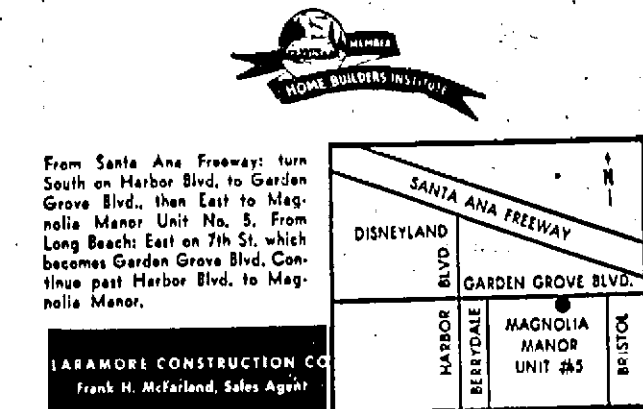 MEMBER
HOME BUILDERS INSTITUTE
From Santa Ana Freeway: turn
South on Harbor Blvd. to Garden
Grove Blvd., then East to Mag-
nolia Manor Unit No. 5. From
Long Beach: East on 7th St. which
becomes Garden Grove Blvd. Con-
tinue past Harbor Blvd. to Mag-
nolia Manor.
LARAMORE CONSTRUCTION CO
Frank H. McFarland, Sales Agent
N
SANTA ANA FREEWAY
DISNEYLAND
HARBOR BLVD.
GARDEN GROVE BLVD.
BERRYDALE
MAGNOLIA
MANOR
UNIT #5
BRISTOL